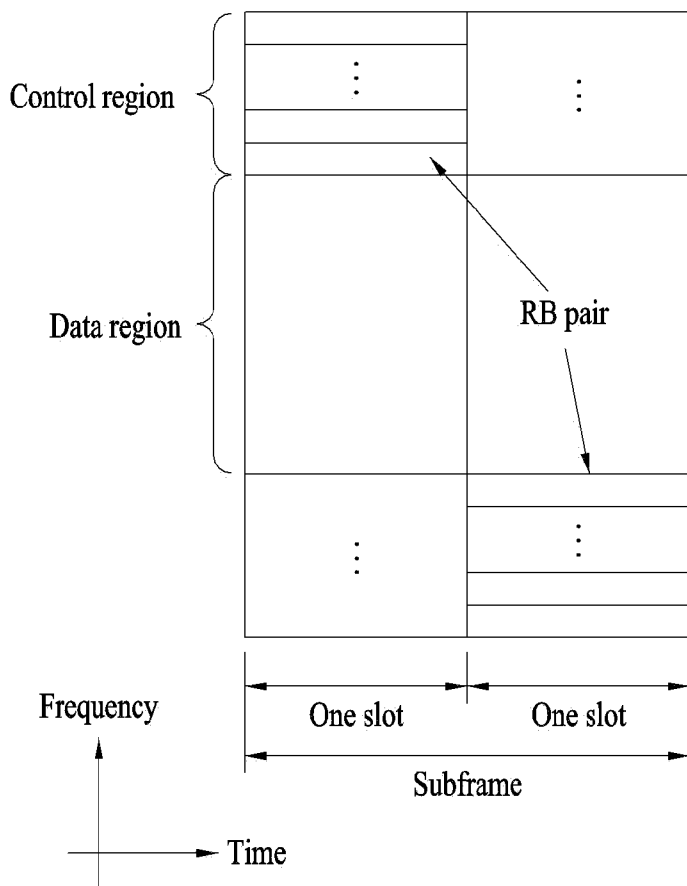 Control region
RB pair
Data region
One slot
One slot
Frequency
Subframe
Time